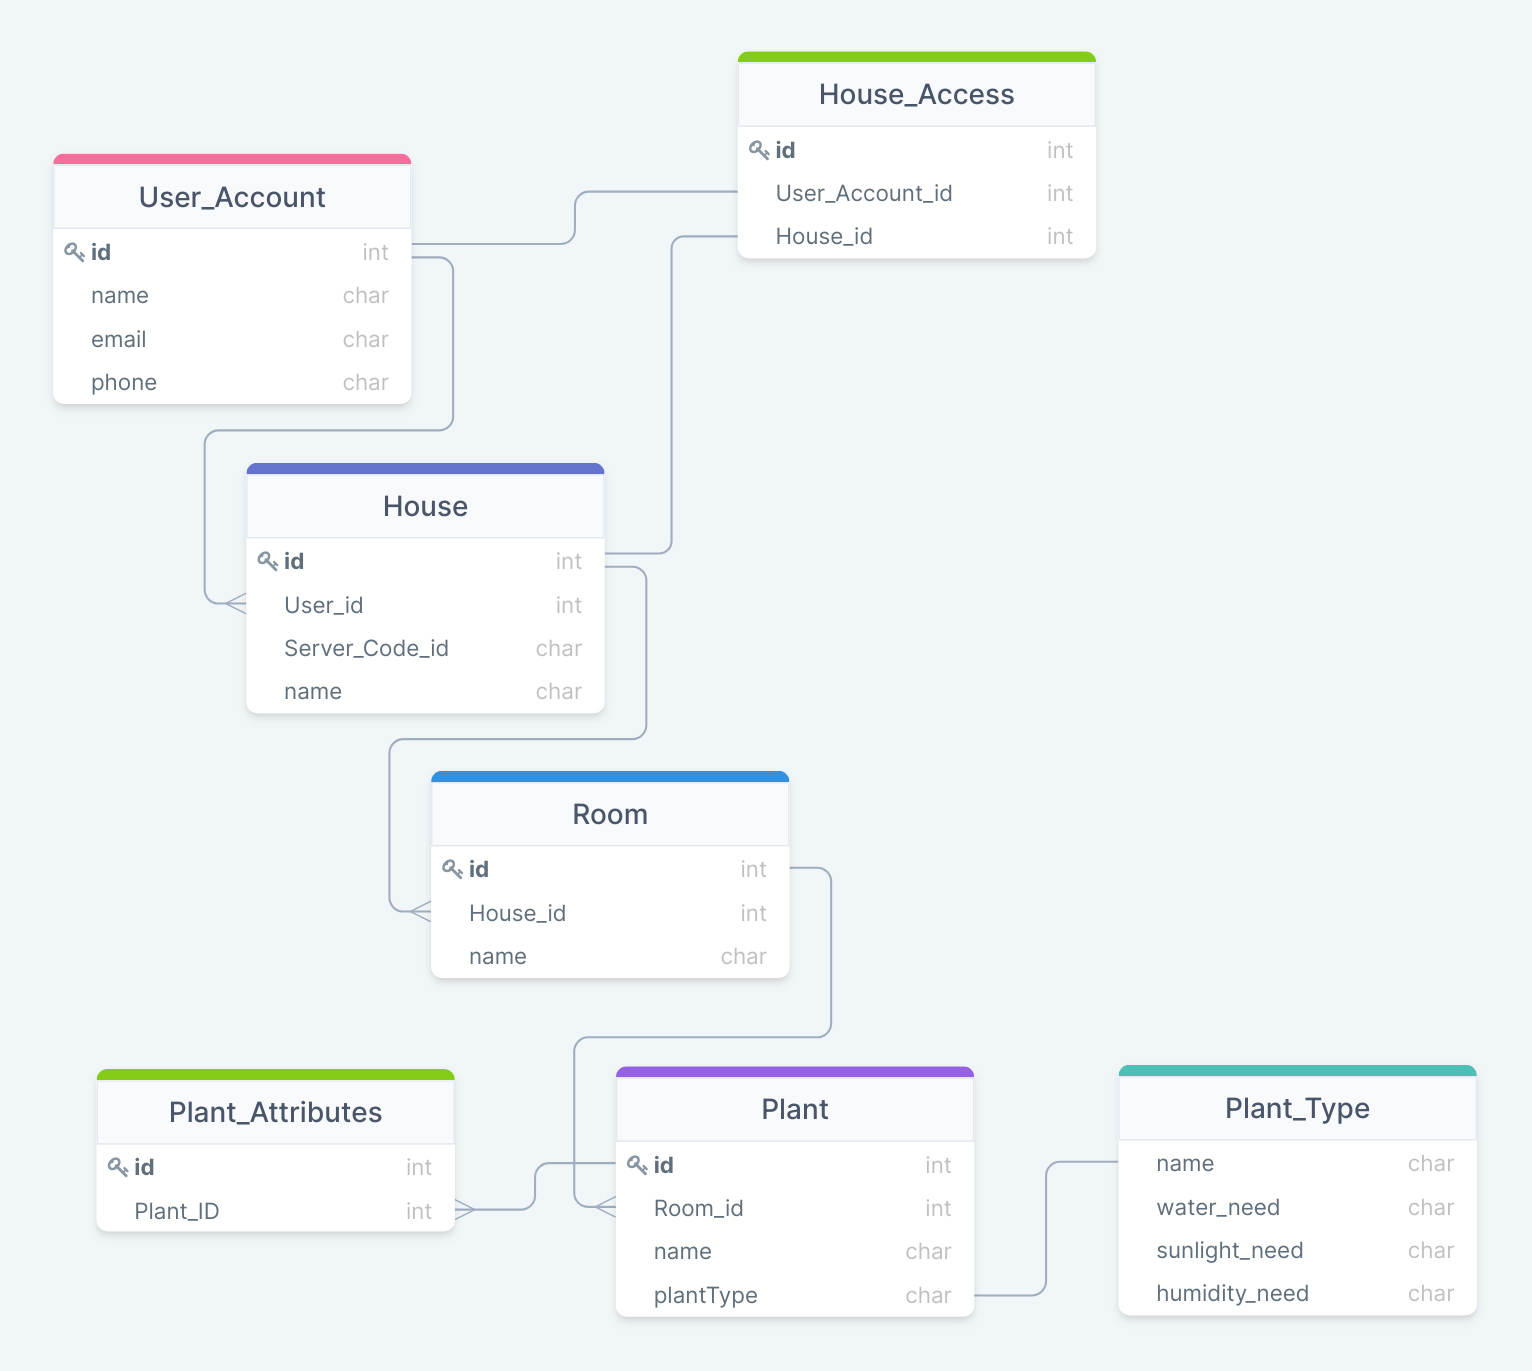 House_Access
id int
User_Account_id int
House_id int
User_Account
id int
name char
email char
phone char
House
id int
User_id int
Server_Code_id char
name char
Room
id int
House_id int
name char
Plant_Attributes
id int
Plant_ID int
Plant
id int
Room_id int
name char
plantType char
Plant_Type
name char
water_need char
sunlight_need char
humidity_need char